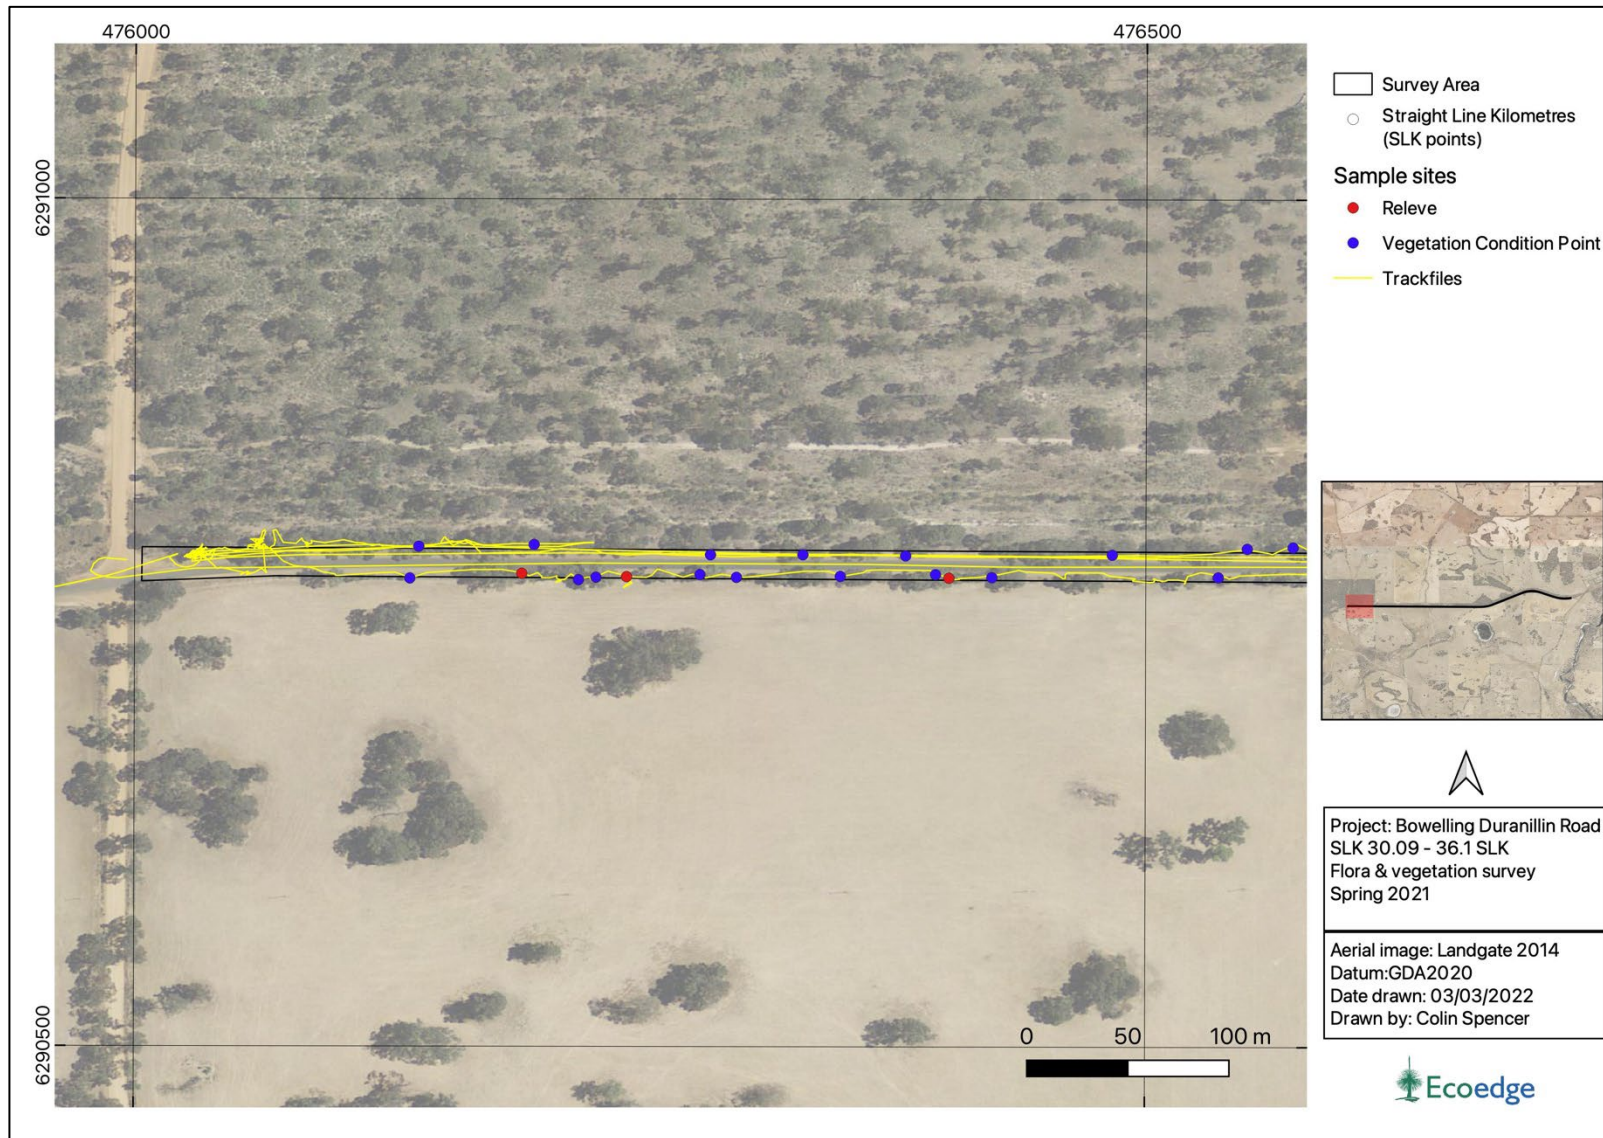 476000
476500
6291000
6290500
Survey Area
Straight Line Kilometres
(SLK points)
Sample sites
Releve
Vegetation Condition Point
Trackfiles
Project: Bowelling Duranillin Road
SLK 30.09 - 36.1 SLK
Flora & vegetation survey
Spring 2021
Aerial image: Landgate 2014
Datum:GDA2020
Date drawn: 03/03/2022
Drawn by: Colin Spencer
0 50 100 m
Ecoedge